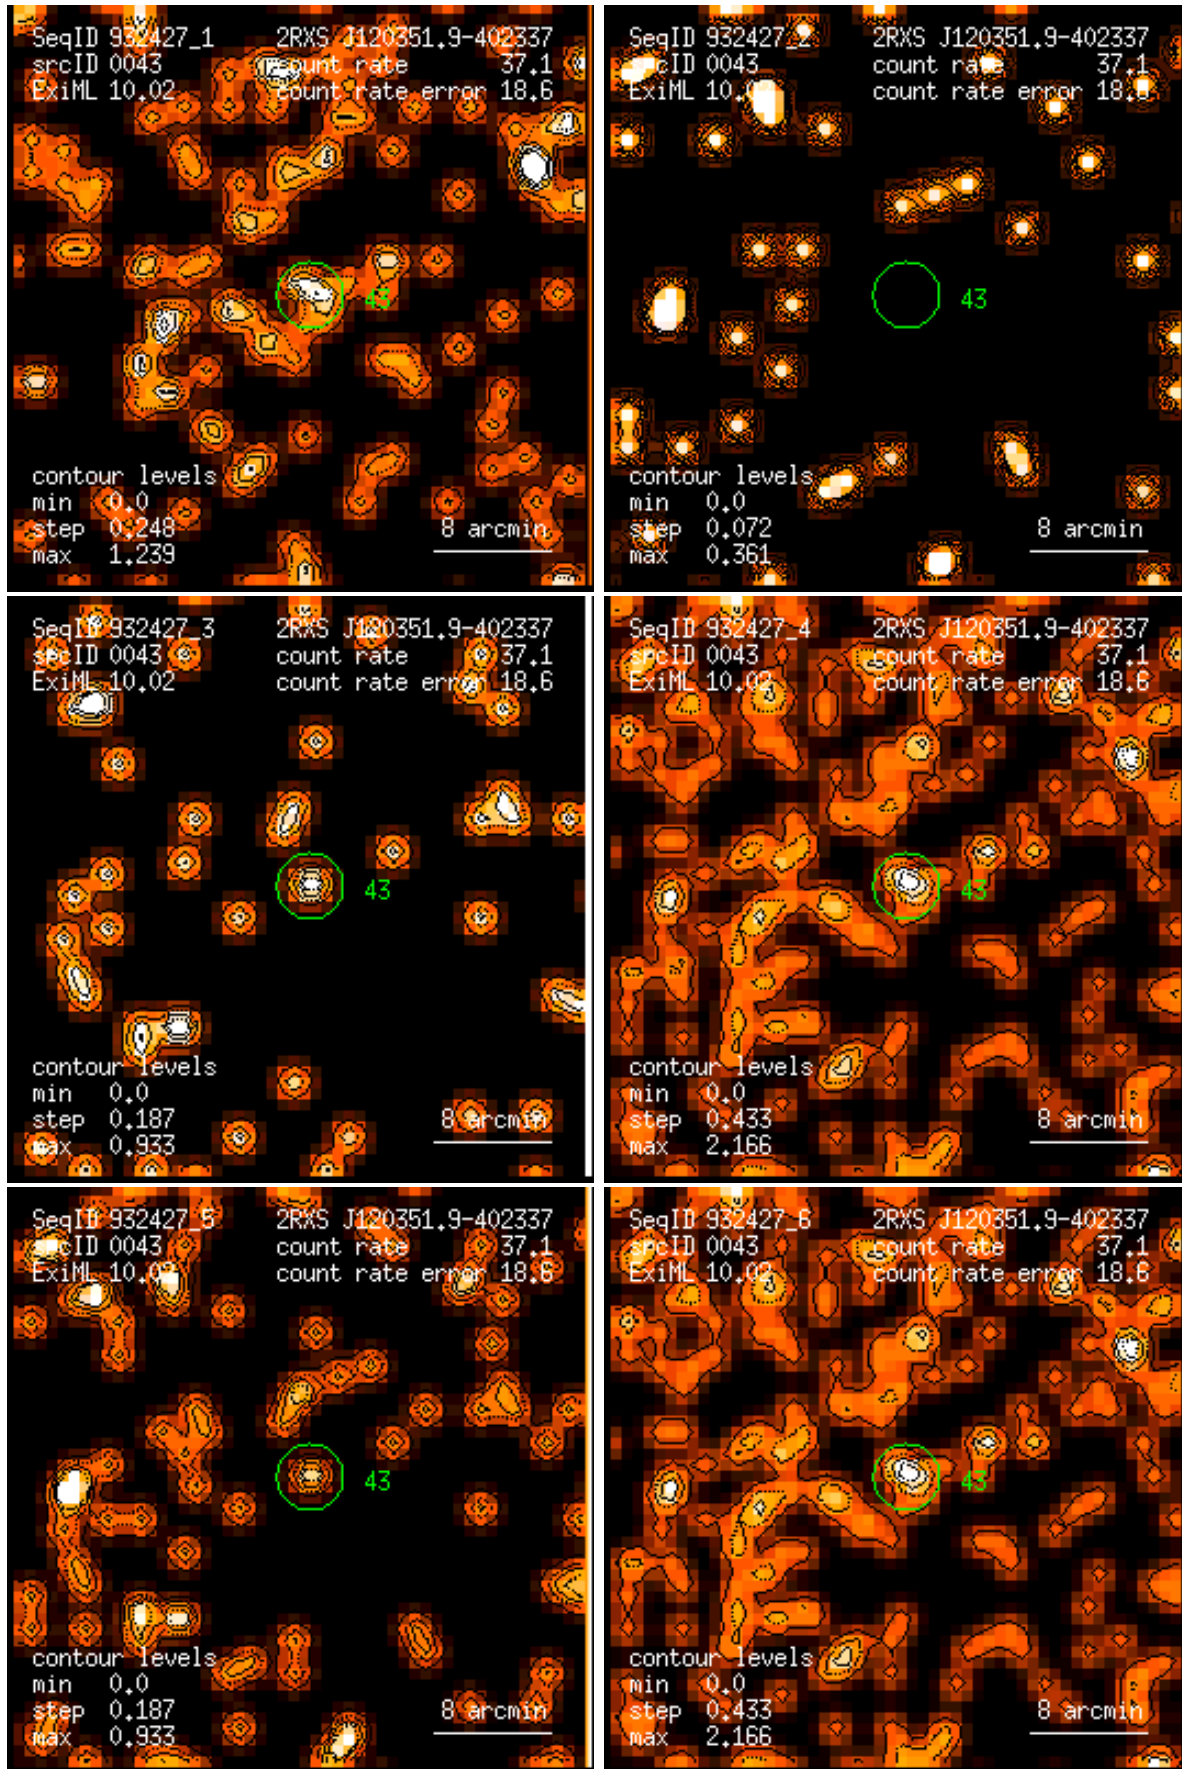 SeqID 932427_1 2RXS J120351.9-402337
srcID 0043 count rate 37.1
ExiML 10.02 count rate error 18.6
43
contour levels
min 0.0
step 0.248 8 arcmin
max 1.239
SeqID 932427_2 2RXS J120351.9-402337
srcID 0043 count rate 37.1
ExiML 10.02 count rate error 18.6
43
contour levels
min 0.0
step 0.072 8 arcmin
max 0.361
SeqID 932427_3 2RXS J120351.9-402337
srcID 0043 count rate 37.1
ExiML 10.02 count rate error 18.6
43
contour levels
min 0.0
step 0.187 8 arcmin
max 0.933
SeqID 932427_4 2RXS J120351.9-402337
srcID 0043 count rate 37.1
ExiML 10.02 count rate error 18.6
43
contour levels
min 0.0
step 0.433 8 arcmin
max 2.166
SeqID 932427_5 2RXS J120351.9-402337
srcID 0043 count rate 37.1
ExiML 10.02 count rate error 18.6
43
contour levels
min 0.0
step 0.187 8 arcmin
max 0.933
SeqID 932427_6 2RXS J120351.9-402337
srcID 0043 count rate 37.1
ExiML 10.02 count rate error 18.6
43
contour levels
min 0.0
step 0.433 8 arcmin
max 2.166